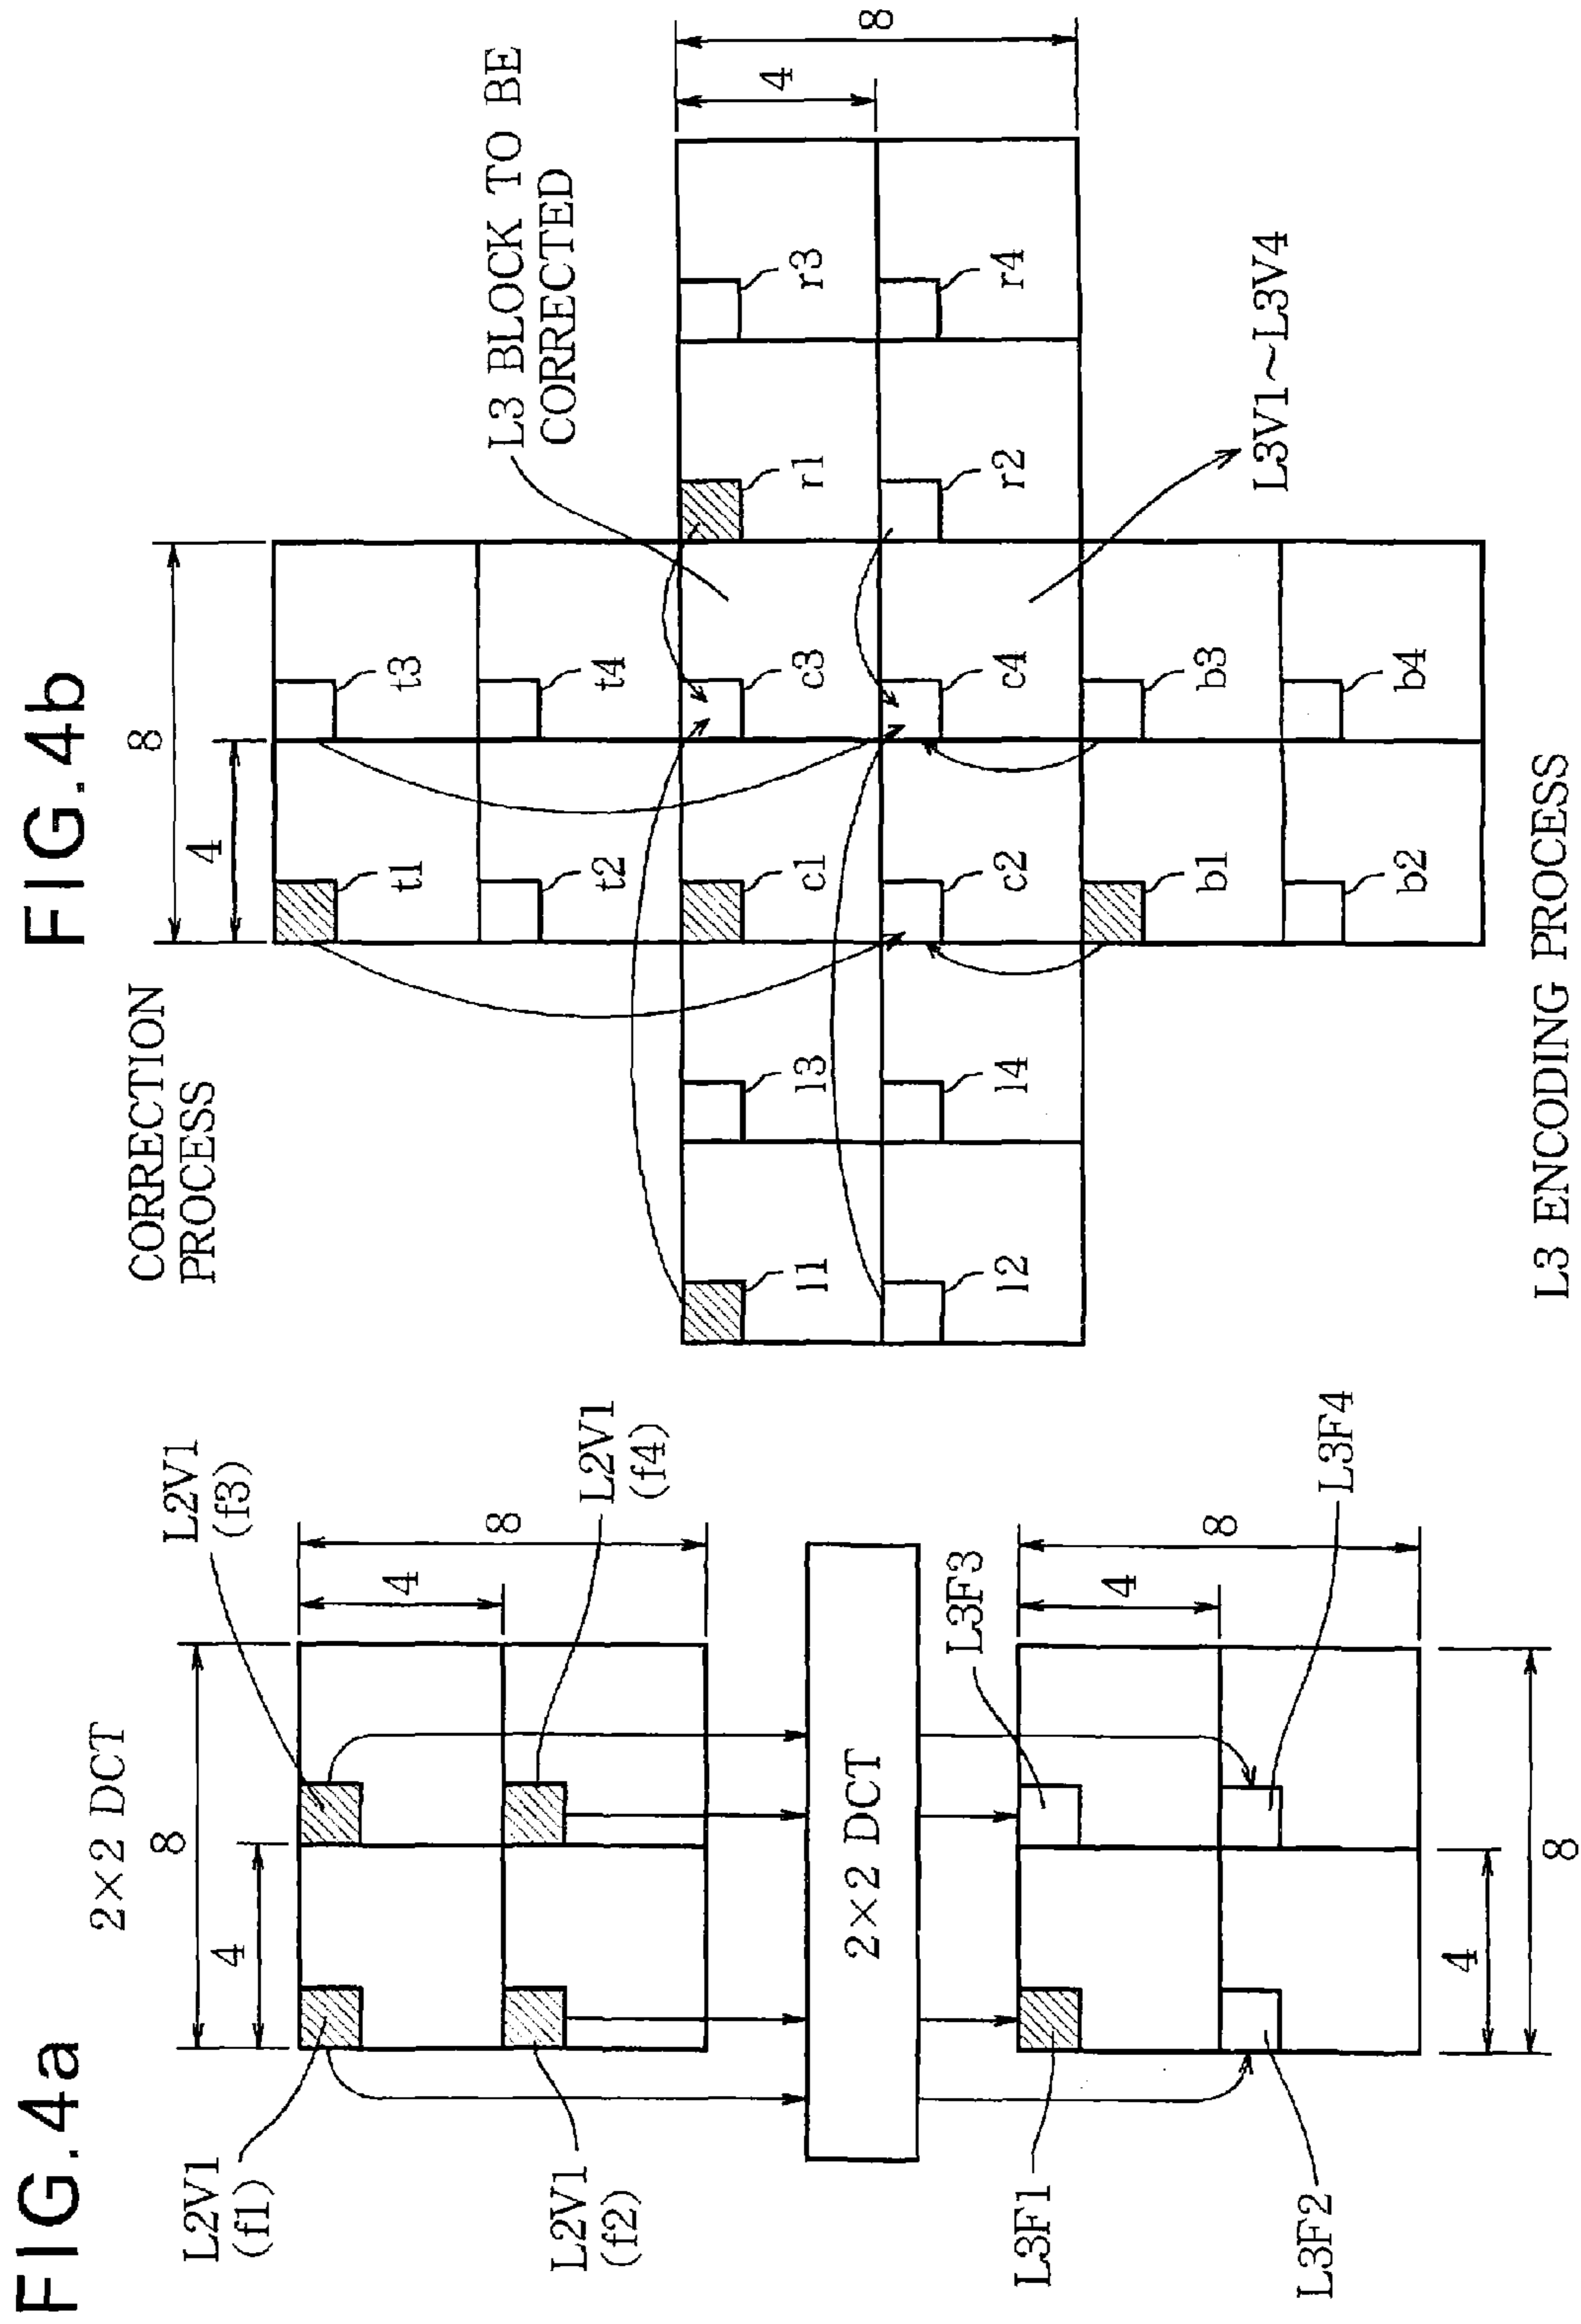 FIG.4a
2×2 DCT
8
4
L2V1
(f1)
L2V1
(f3)
L2V1
(f2)
L2V1
(f4)
4
8
2×2 DCT
L3F1
L3F3
L3F2
L3F4
4
8
4
8
FIG.4b
CORRECTION
PROCESS
8
4
t1
t3
t2
t4
L3 BLOCK TO BE
CORRECTED
4
8
l1
l3
c1
c3
r1
r3
l2
l4
c2
c4
r2
r4
b1
b3
b2
b4
L3V1~L3V4
L3 ENCODING PROCESS